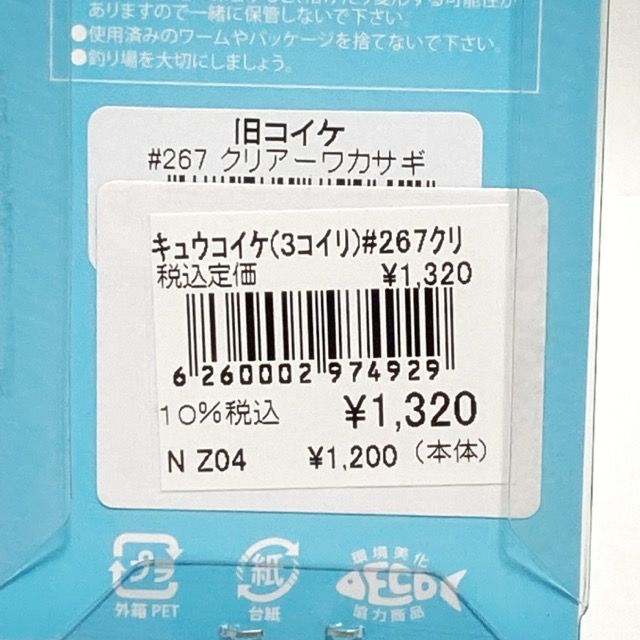 ありますので一緒に保管しないで下さい。
●使用済みのワームやパッケージを捨てないで下さい。
●釣り場を大切にしましょう。
旧コイケ
#267 クリアーワカサギ
キュウコイケ(3コイリ)#267クリ
税込定価 ¥1,320
6 260002 974929
10%税込 ¥1,320
N Z04 ¥1,200（本体）
プラ
外箱 PET
紙
台紙
環境美化
ECO
協力商品